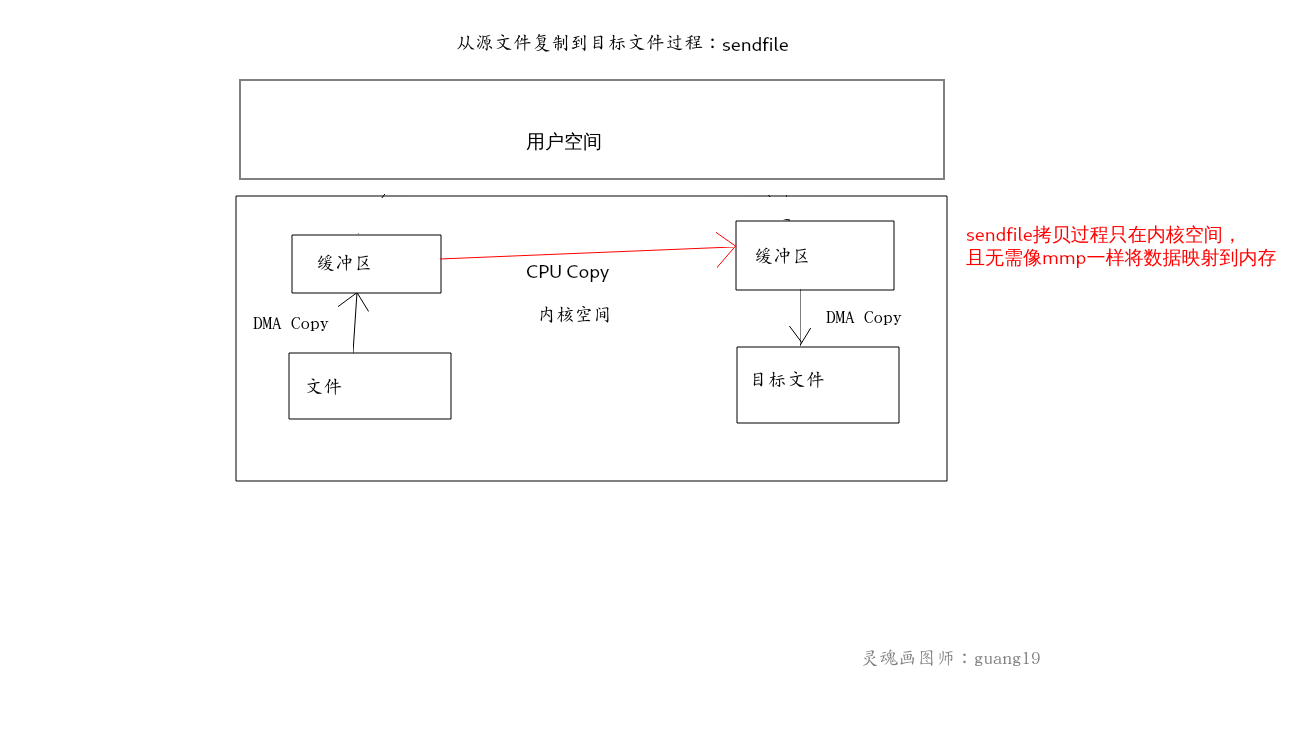 从源文件复制到目标文件过程：sendfile
用户空间
sendfile拷贝过程只在内核空间，
且无需像mmp一样将数据映射到内存
缓冲区
缓冲区
CPU Copy
内核空间
DMA Copy
DMA Copy
文件
目标文件
灵魂画图师：guang19